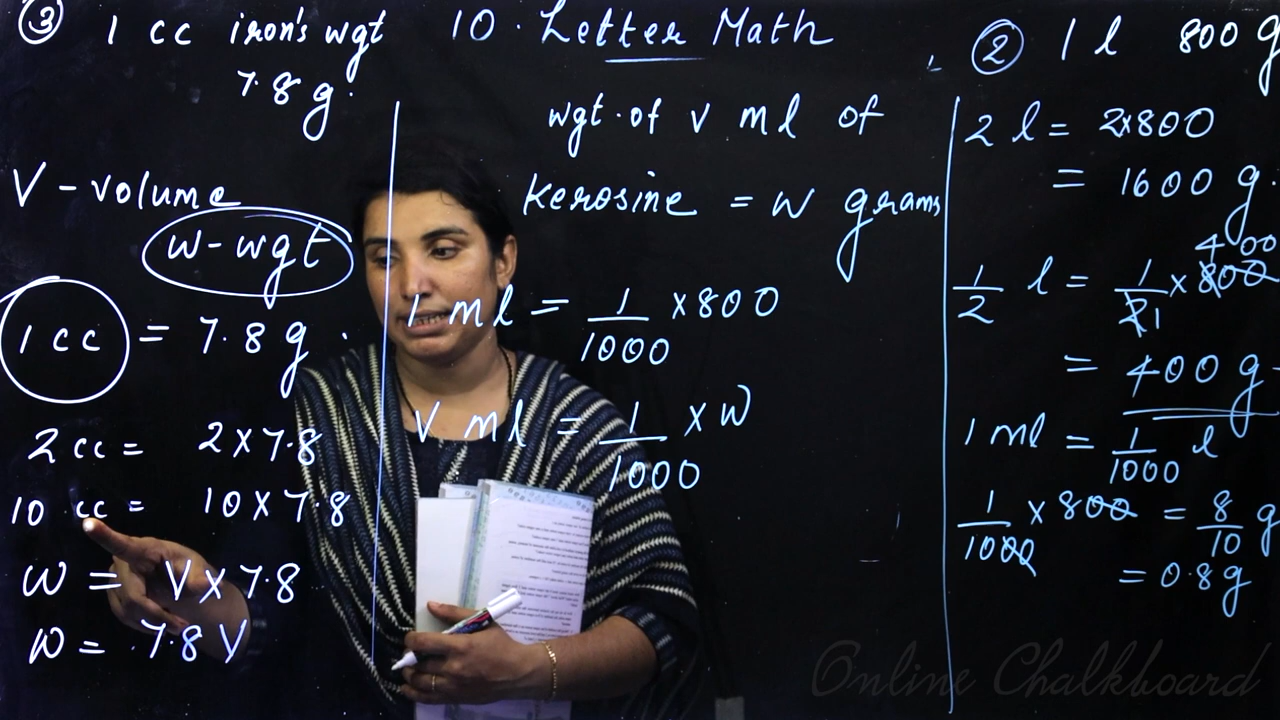 10. Letter Math
③ 1 cc iron's wgt
7.8 g.
V - volume
w - wgt
1 cc = 7.8 g.
2 cc = 2 x 7.8
10 cc = 10 x 7.8
W = V x 7.8
W = 7.8 V
wgt. of v ml of
kerosine = w grams
1 ml = 1/1000 x 800
V ml = 1/1000 x W
② 1 l 800 g
2 l = 2x800
= 1600 g.
400
1/2 l = 1/2 1 x 800
= 400 g
1 ml = 1/1000 l
1/1000 x 800 = 8/10 g
= 0.8 g
Online Chalkboard